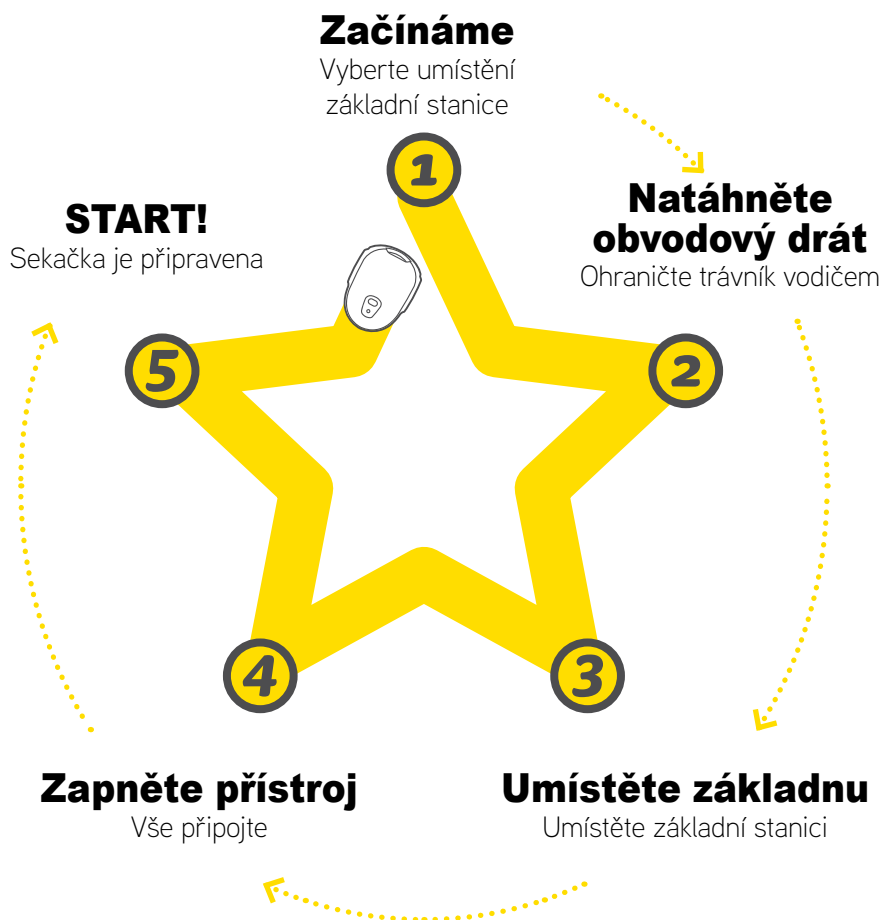 Začínáme
Vyberte umístění
základní stanice
1
Natáhněte
obvodový drát
Ohraničte trávník vodičem
2
Umístěte základnu
Umístěte základní stanici
3
Zapněte přístroj
Vše připojte
4
START!
Sekačka je připravena
5